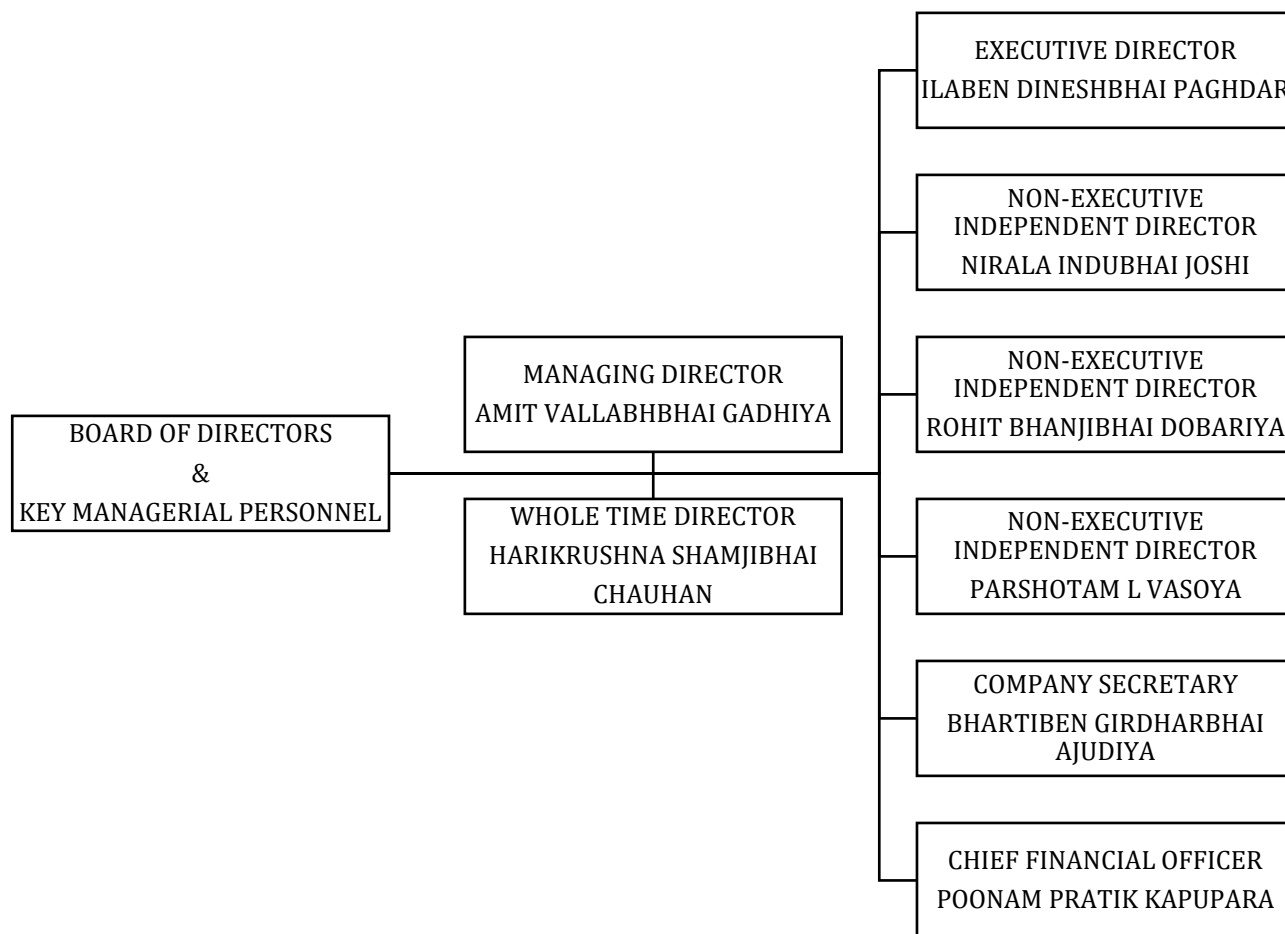 BOARD OF DIRECTORS
&
KEY MANAGERIAL PERSONNEL
MANAGING DIRECTOR
AMIT VALLABHBHAI GADHIYA
WHOLE TIME DIRECTOR
HARIKRUSHNA SHAMJIBHAI
CHAUHAN
EXECUTIVE DIRECTOR
ILABEN DINESHBHAI PAGHDAR
NON-EXECUTIVE
INDEPENDENT DIRECTOR
NIRALA INDUBHAI JOSHI
NON-EXECUTIVE
INDEPENDENT DIRECTOR
ROHIT BHANJIBHAI DOBARIYA
NON-EXECUTIVE
INDEPENDENT DIRECTOR
PARSHOTAM L VASOYA
COMPANY SECRETARY
BHARTIBEN GIRDHARBHAI
AJUDIYA
CHIEF FINANCIAL OFFICER
POONAM PRATIK KAPUPARA